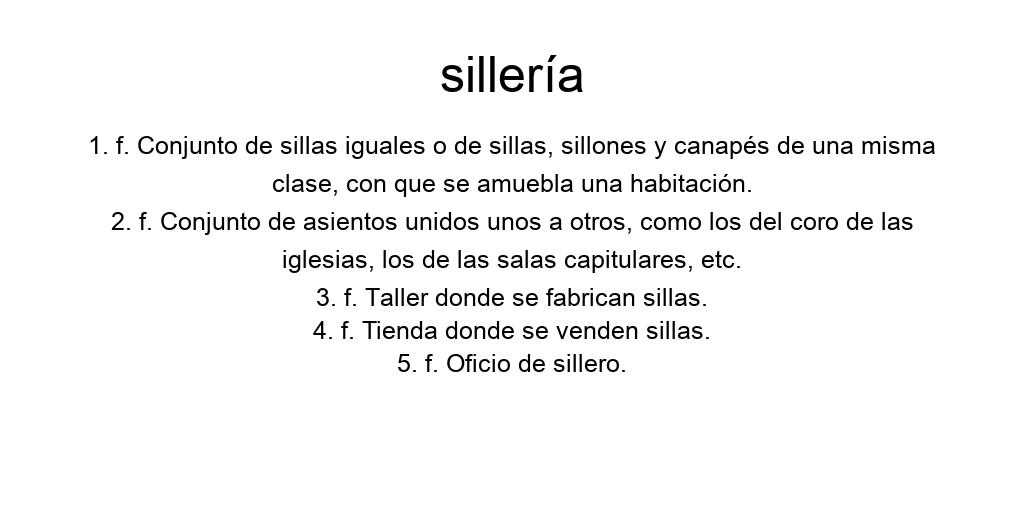 sillería
1. f. Conjunto de sillas iguales o de sillas, sillones y canapés de una misma
clase, con que se amuebla una habitación.
2. f. Conjunto de asientos unidos unos a otros, como los del coro de las
iglesias, los de las salas capitulares, etc.
3. f. Taller donde se fabrican sillas.
4. f. Tienda donde se venden sillas.
5. f. Oficio de sillero.